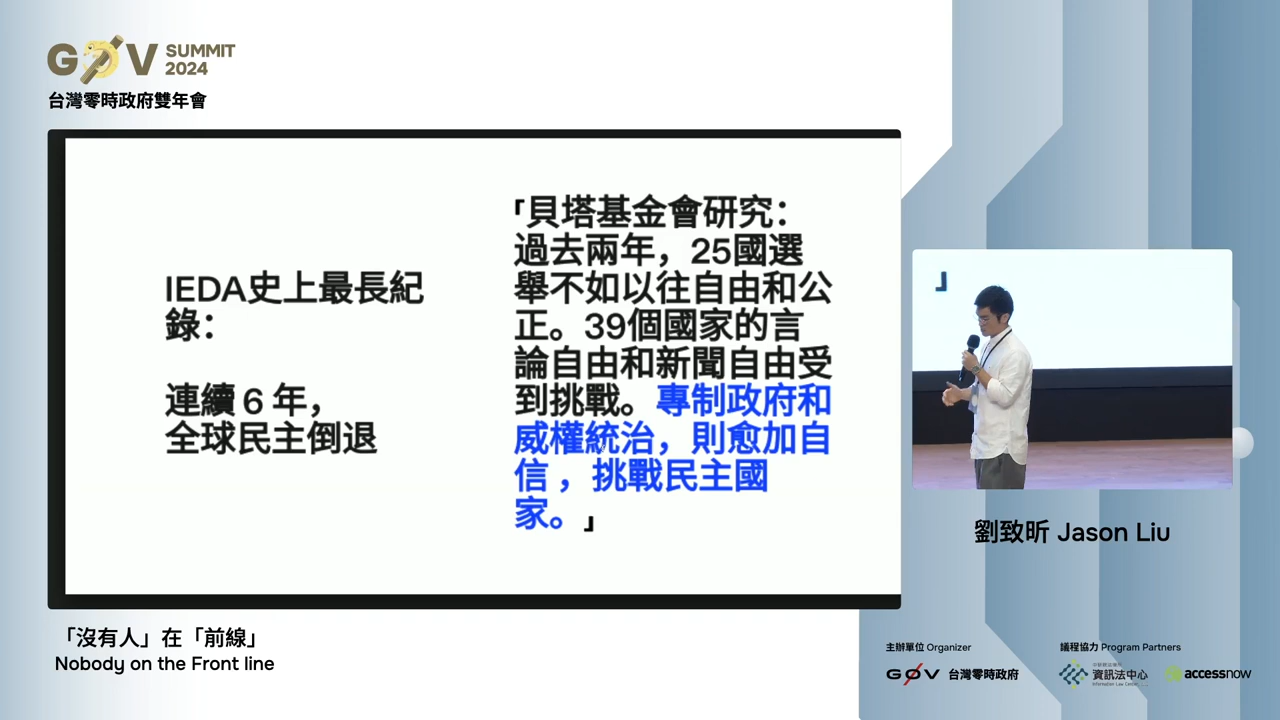 G0V SUMMIT 2024
台灣零時政府雙年會
IEDA史上最長紀
錄：
連續 6 年，
全球民主倒退
「貝塔基金會研究：
過去兩年，25國選
舉不如以往自由和公
正。39個國家的言
論自由和新聞自由受
到挑戰。專制政府和
威權統治，則愈加自
信 ，挑戰民主國
家。」
」
劉致昕 Jason Liu
「沒有人」在「前線」
Nobody on the Front line
主辦單位 Organizer
議程協力 Program Partners
G0V 台灣零時政府
資訊法中心
Information Law Center
accessnow